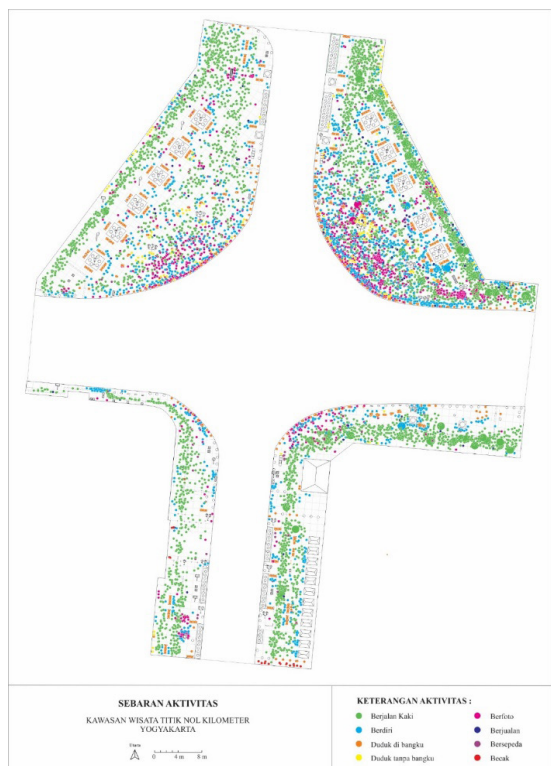 SEBARAN AKTIVITAS
KAWASAN WISATA TITIK NOL KILOMETER
YOGYAKARTA
Utara
0 4 m 8 m
KETERANGAN AKTIVITAS :
Berjalan Kaki
Berdiri
Duduk di bangku
Duduk tanpa bangku
Berfoto
Berjualan
Bersepeda
Becak